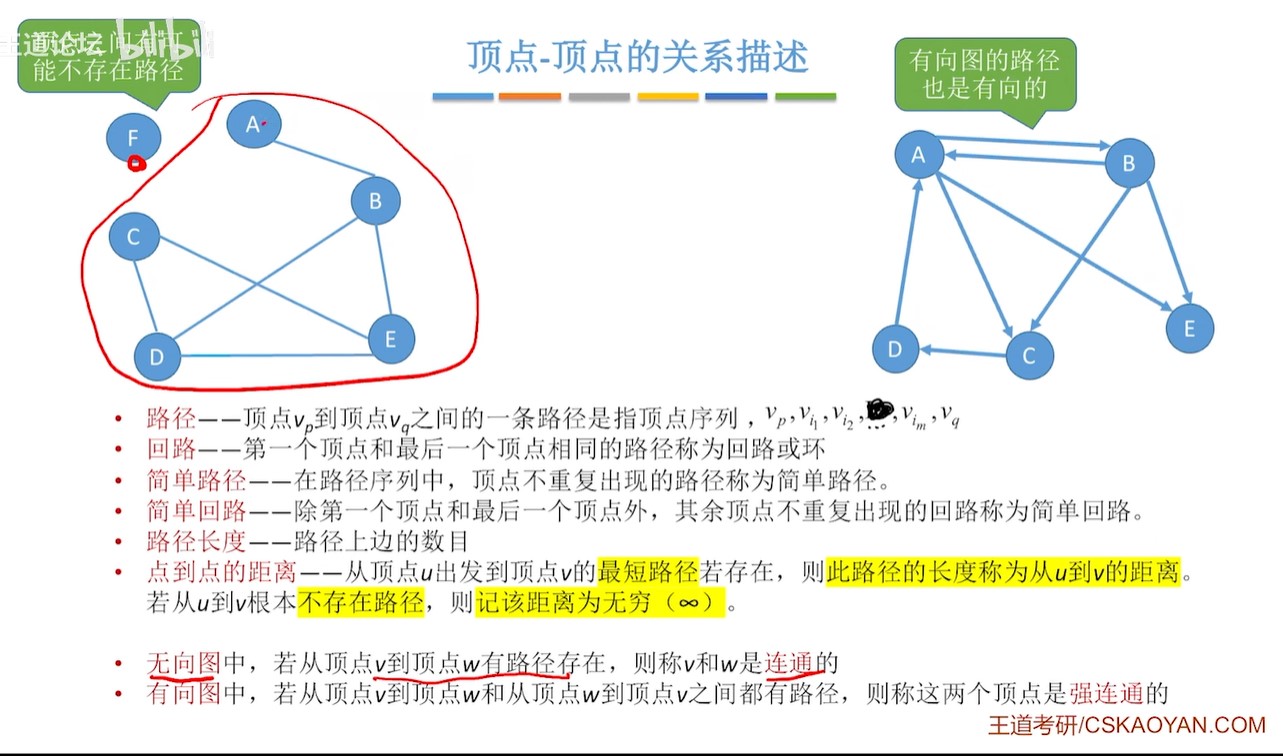 王道论坛 bilibili
能不存在路径
顶点-顶点的关系描述
有向图的路径
也是有向的
F
A
B
C
D
E
A
B
C
D
E
• 路径——顶点vp到顶点vq之间的一条路径是指顶点序列，vp,vi1,vi2,…,vim,vq
• 回路——第一个顶点和最后一个顶点相同的路径称为回路或环
• 简单路径——在路径序列中，顶点不重复出现的路径称为简单路径。
• 简单回路——除第一个顶点和最后一个顶点外，其余顶点不重复出现的回路称为简单回路。
• 路径长度——路径上边的数目
• 点到点的距离——从顶点u出发到顶点v的最短路径若存在，则此路径的长度称为从u到v的距离。
若从u到v根本不存在路径，则记该距离为无穷（∞）。
• 无向图中，若从顶点v到顶点w有路径存在，则称v和w是连通的
• 有向图中，若从顶点v到顶点w和从顶点w到顶点v之间都有路径，则称这两个顶点是强连通的
王道考研/CSKAOYAN.COM